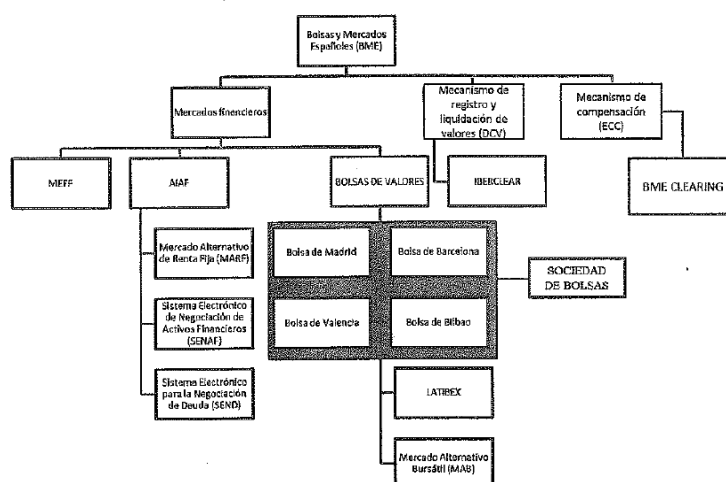 Bolsas y Mercados
Españoles (BME)
Mercados financieros
Mecanismo de
registro y
liquidación de
valores (DCV)
Mecanismo de
compensación
(ECC)
MEFF
AIAF
BOLSAS DE VALORES
IBERCLEAR
BME CLEARING
Mercado Alternativo
de Renta Fija (MARF)
Bolsa de Madrid
Bolsa de Barcelona
SOCIEDAD
DE BOLSAS
Sistema Electrónico
de Negociación de
Activos Financieros
(SENAF)
Bolsa de Valencia
Bolsa de Bilbao
Sistema Electrónico
para la Negociación
de Deuda (SEND)
LATIBEX
Mercado Alternativo
Bursátil (MAB)